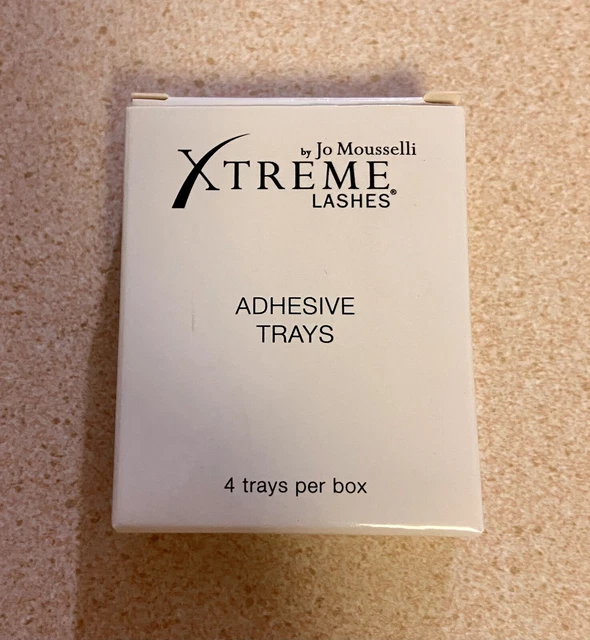 by Jo Mousselli
XTREME
LASHES®
ADHESIVE
TRAYS
4 trays per box